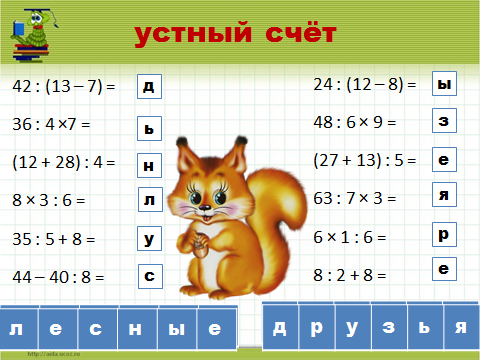 устный счёт
42 : (13 – 7) = д
36 : 4 ×7 = ь
(12 + 28) : 4 = н
8 × 3 : 6 = л
35 : 5 + 8 = у
44 – 40 : 8 = с
24 : (12 – 8) = ы
48 : 6 × 9 = з
(27 + 13) : 5 = е
63 : 7 × 3 = я
6 × 1 : 6 = р
8 : 2 + 8 = е
л е с н ы е
д р у з ь я
http://aida.ucoz.ru